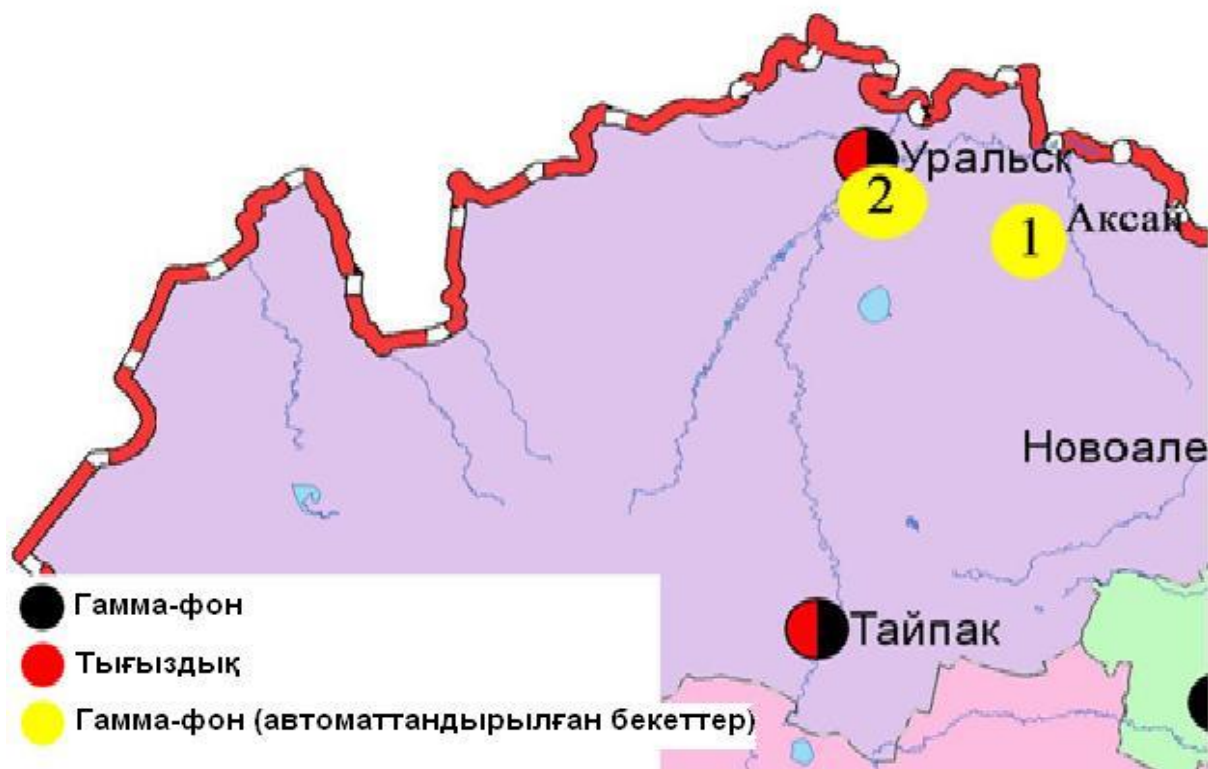 Уральск
2
1
Аксай
Новоале
Тайпак
Гамма-фон
Тығыздық
Гамма-фон (автоматтандырылған бекеттер)